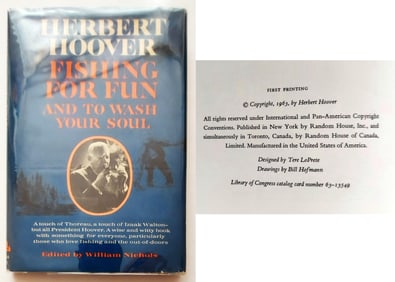 HERBERT
HOOVER
FISHING
FOR FUN
AND TO WASH
YOUR SOUL
A touch of Thoreau, a touch of Izaak Walton—
but all President Hoover. A wise and witty book
with something for everyone, particularly
those who love fishing and the out-of-doors
Edited by William Nichols
FIRST PRINTING
© Copyright, 1963, by Herbert Hoover
All rights reserved under International and Pan-American Copyright
Conventions. Published in New York by Random House, Inc., and
simultaneously in Toronto, Canada, by Random House of Canada,
Limited. Manufactured in the United States of America.
Designed by Tere LoPrete
Drawings by Bill Hofmann
Library of Congress catalog card number 63-13549